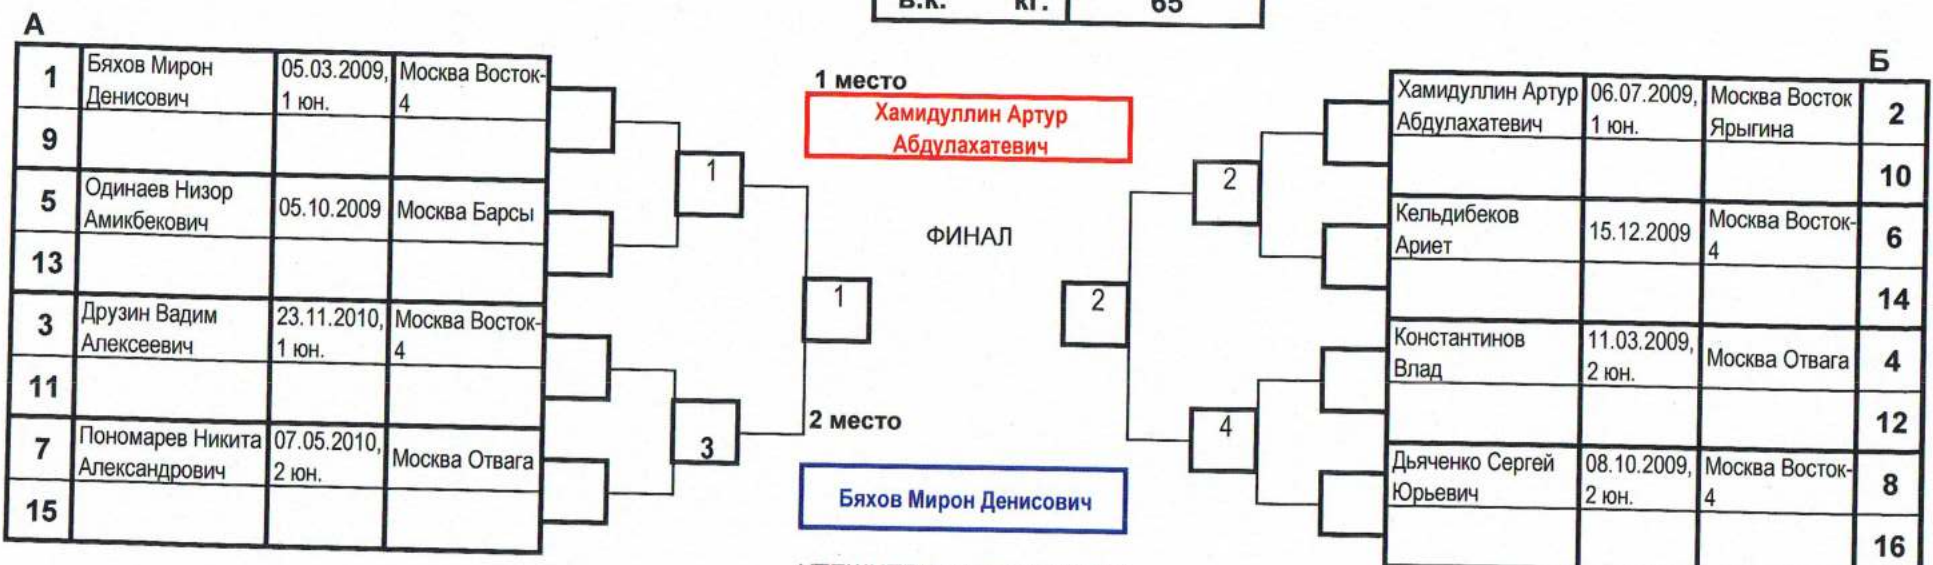 в.к. кг. 65
А
1 Бяхов Мирон 05.03.2009, Москва Восток-
Денисович 1 юн. 4
9
5 Одинаев Низор 05.10.2009 Москва Барсы
Амикбекович
13
3 Друзин Вадим 23.11.2010, Москва Восток-
Алексеевич 1 юн. 4
11
7 Пономарев Никита 07.05.2010, Москва Отвага
Александрович 2 юн.
15
1
3
1
1 место
Хамидуллин Артур
Абдулахатевич
ФИНАЛ
2 место
Бяхов Мирон Денисович
2
2
4
Б
Хамидуллин Артур 06.07.2009, Москва Восток 2
Абдулахатевич 1 юн. Ярыгина
10
Кельдибеков 15.12.2009 Москва Восток- 6
Ариет 4
14
Константинов 11.03.2009, Москва Отвага 4
Влад 2 юн.
12
Дьяченко Сергей 08.10.2009, Москва Восток- 8
Юрьевич 2 юн. 4
16